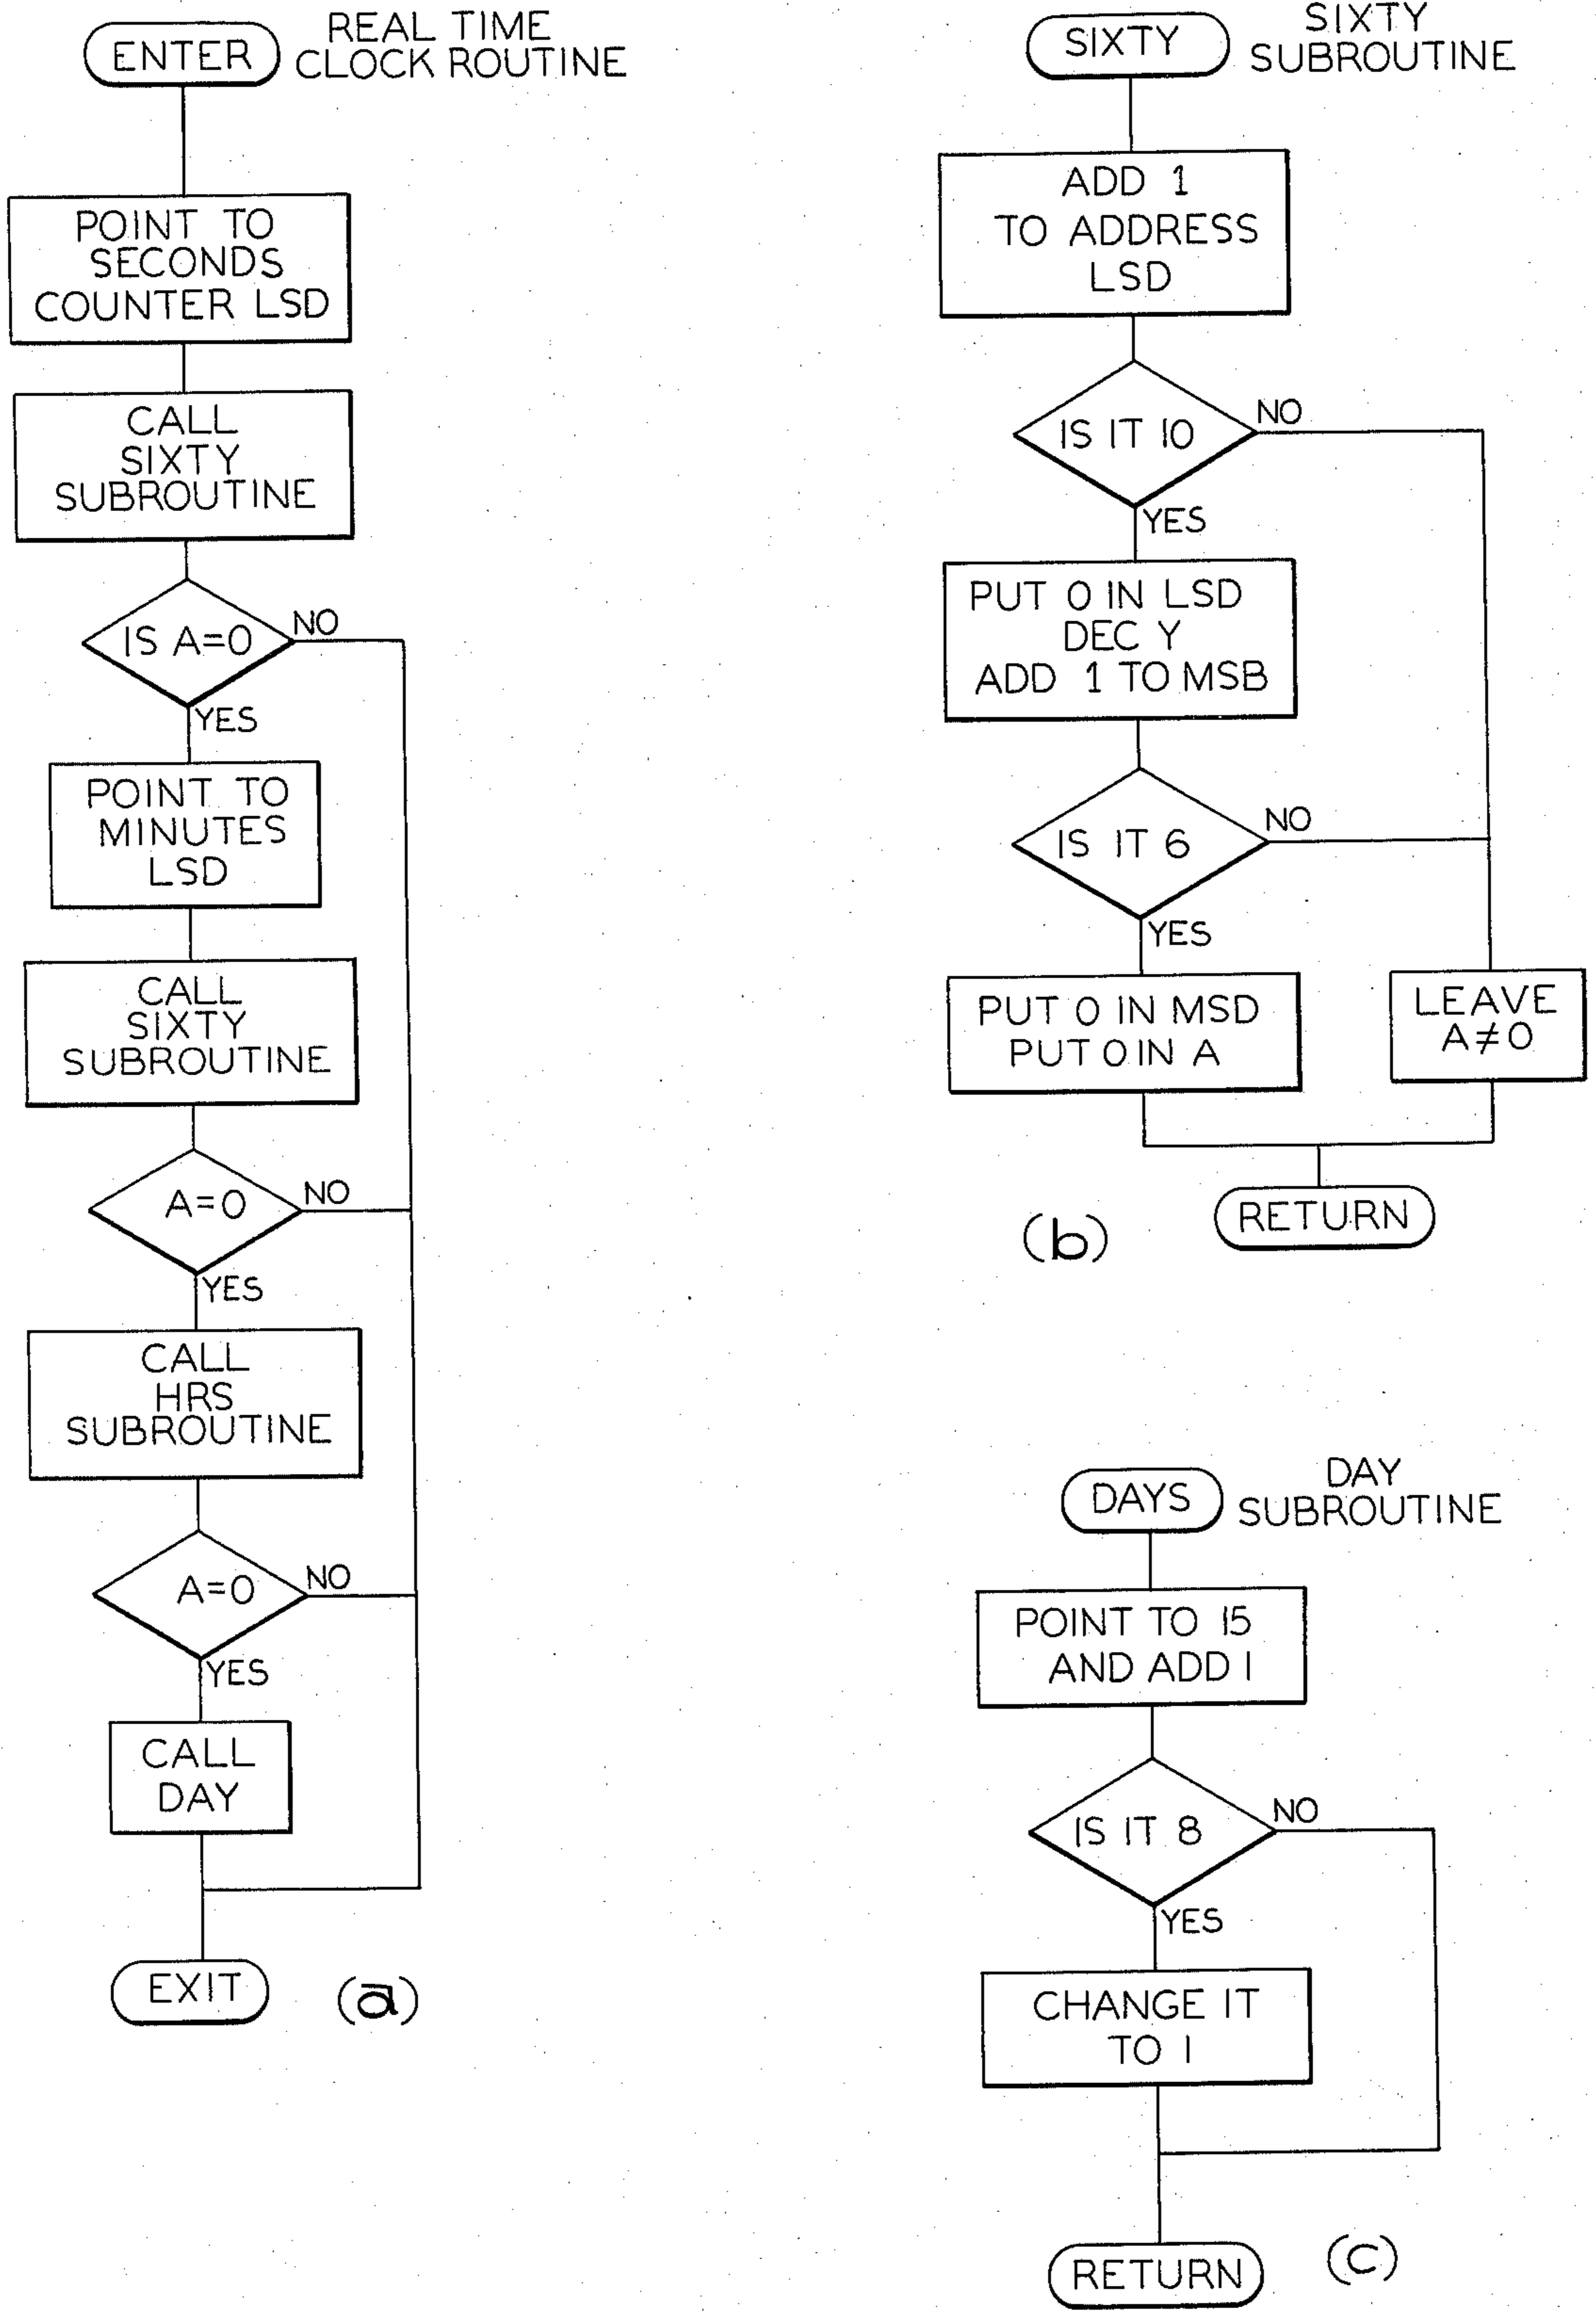 ENTER
REAL TIME
CLOCK ROUTINE
POINT TO
SECONDS
COUNTER LSD
CALL
SIXTY
SUBROUTINE
IS A=0
NO
YES
POINT TO
MINUTES
LSD
CALL
SIXTY
SUBROUTINE
A=0
NO
YES
CALL
HRS
SUBROUTINE
A=0
NO
YES
CALL
DAY
EXIT
(a)
SIXTY
SIXTY
SUBROUTINE
ADD 1
TO ADDRESS
LSD
IS IT 10
NO
YES
PUT 0 IN LSD
DEC Y
ADD 1 TO MSB
IS IT 6
NO
YES
PUT 0 IN MSD
PUT 0 IN A
LEAVE
A≠0
RETURN
(b)
DAYS
DAY
SUBROUTINE
POINT TO 15
AND ADD 1
IS IT 8
NO
YES
CHANGE IT
TO 1
RETURN
(c)